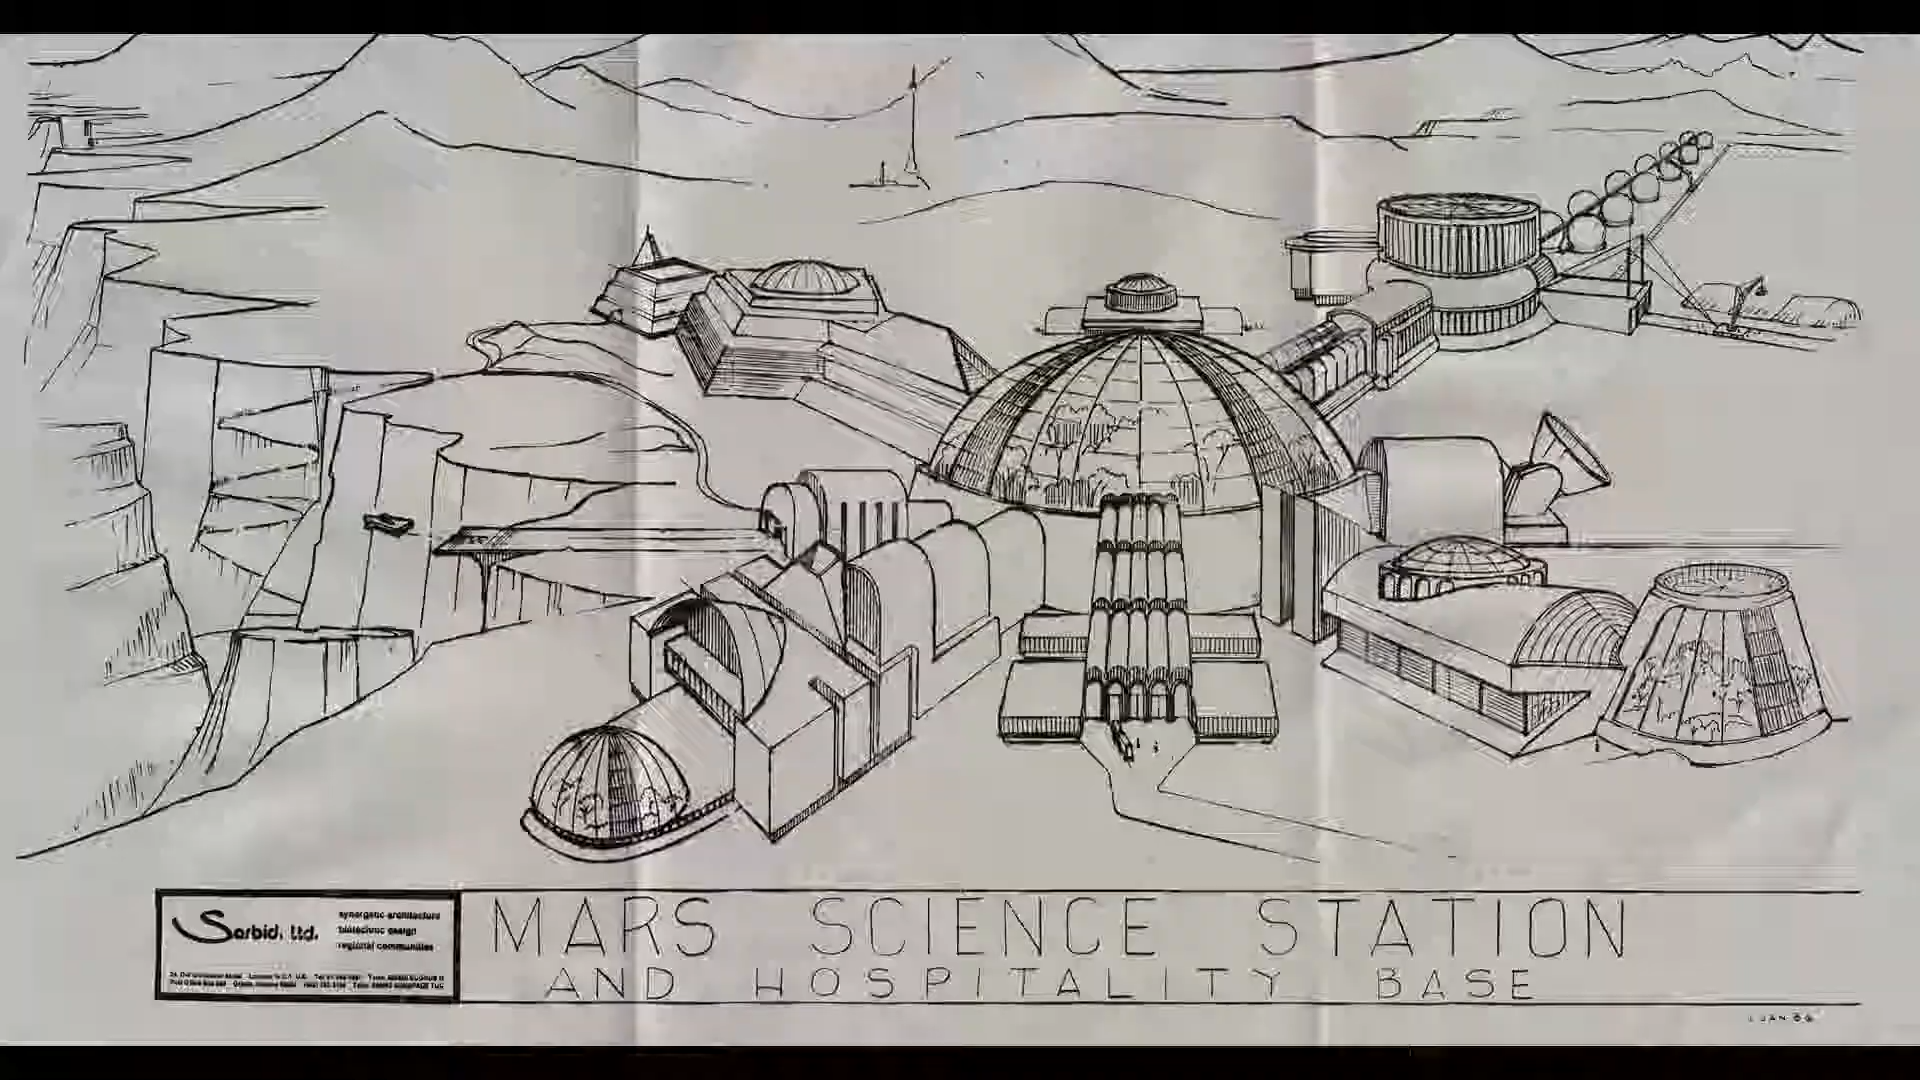 Sarbid, Ltd.
synergetic architecture
biotechnic design
regional communities
MARS SCIENCE STATION
AND HOSPITALITY BASE